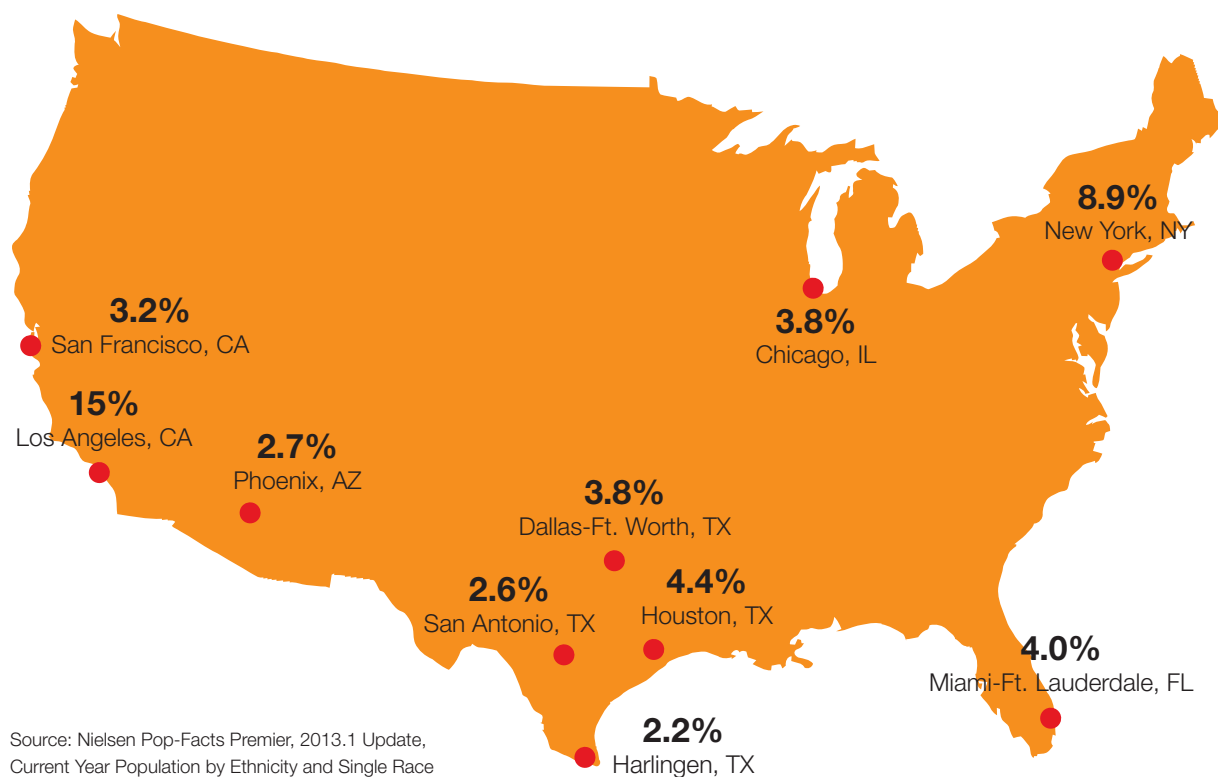 8.9%
New York, NY
3.2%
San Francisco, CA
3.8%
Chicago, IL
15%
Los Angeles, CA
2.7%
Phoenix, AZ
3.8%
Dallas-Ft. Worth, TX
2.6%
San Antonio, TX
4.4%
Houston, TX
4.0%
Miami-Ft. Lauderdale, FL
2.2%
Harlingen, TX
Source: Nielsen Pop-Facts Premier, 2013.1 Update,
Current Year Population by Ethnicity and Single Race